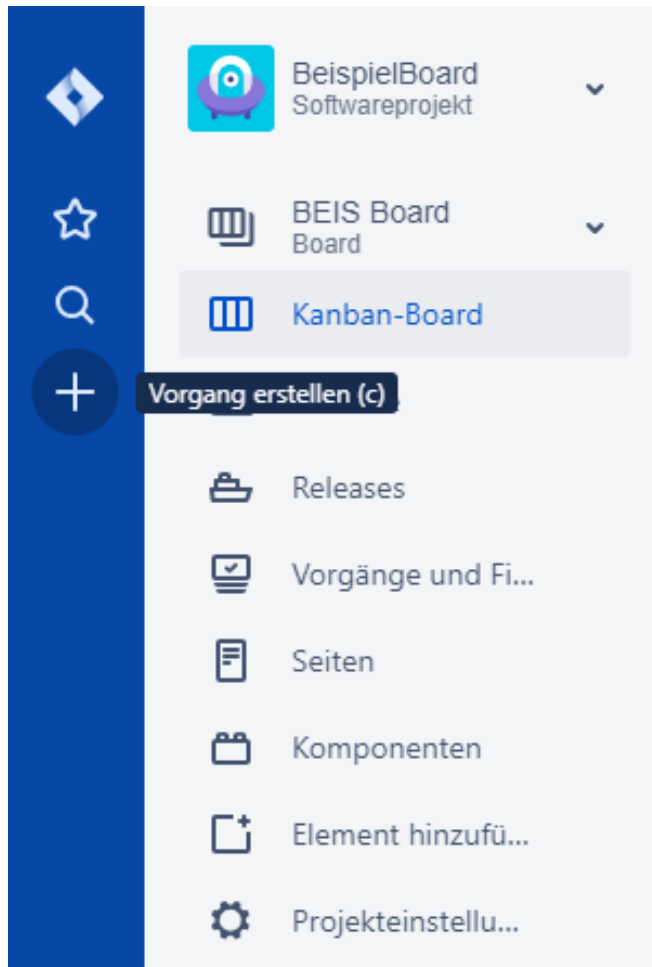 BeispielBoard
Softwareprojekt
BEIS Board
Board
Kanban-Board
Vorgang erstellen (c)
Releases
Vorgänge und Fi...
Seiten
Komponenten
Element hinzufü...
Projekteinstellu...